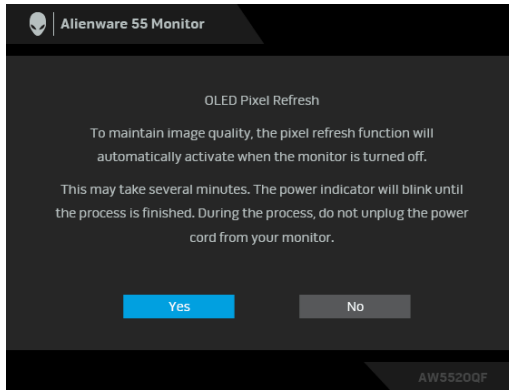 Alienware 55 Monitor
OLED Pixel Refresh
To maintain image quality, the pixel refresh function will
automatically activate when the monitor is turned off.
This may take several minutes. The power indicator will blink until
the process is finished. During the process, do not unplug the power
cord from your monitor.
Yes
No
AW5520QF